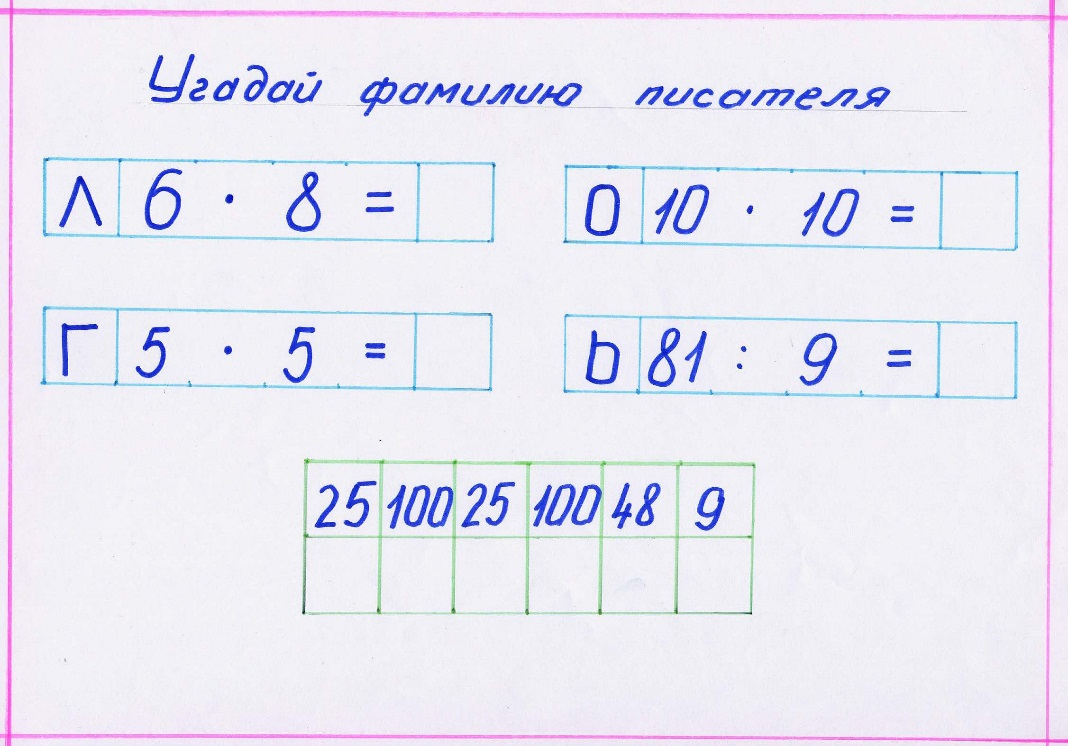 Угадай фамилию писателя
Л 6 · 8 =
О 10 · 10 =
Г 5 · 5 =
Ь 81 : 9 =
25 100 25 100 48 9